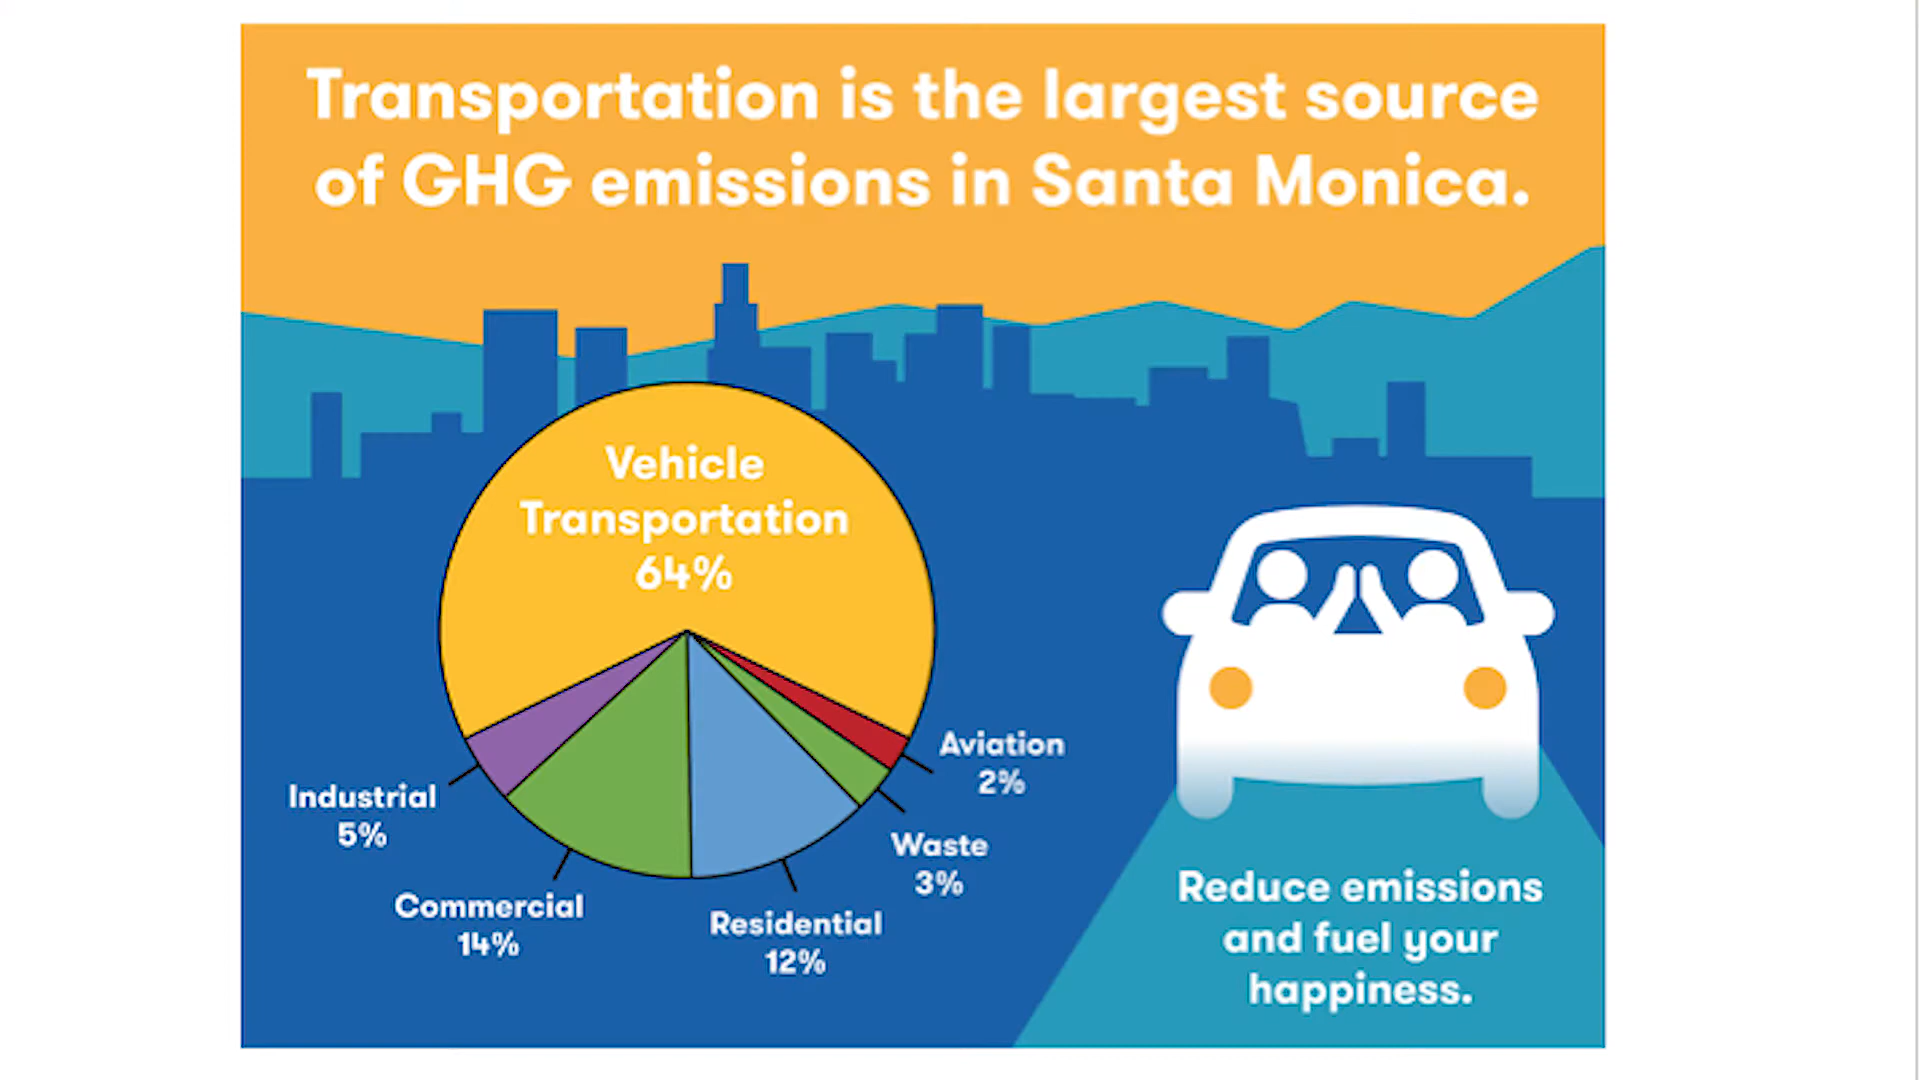 Transportation is the largest source
of GHG emissions in Santa Monica.
Vehicle
Transportation
64%
Aviation
2%
Industrial
5%
Waste
3%
Commercial
14%
Residential
12%
Reduce emissions
and fuel your
happiness.